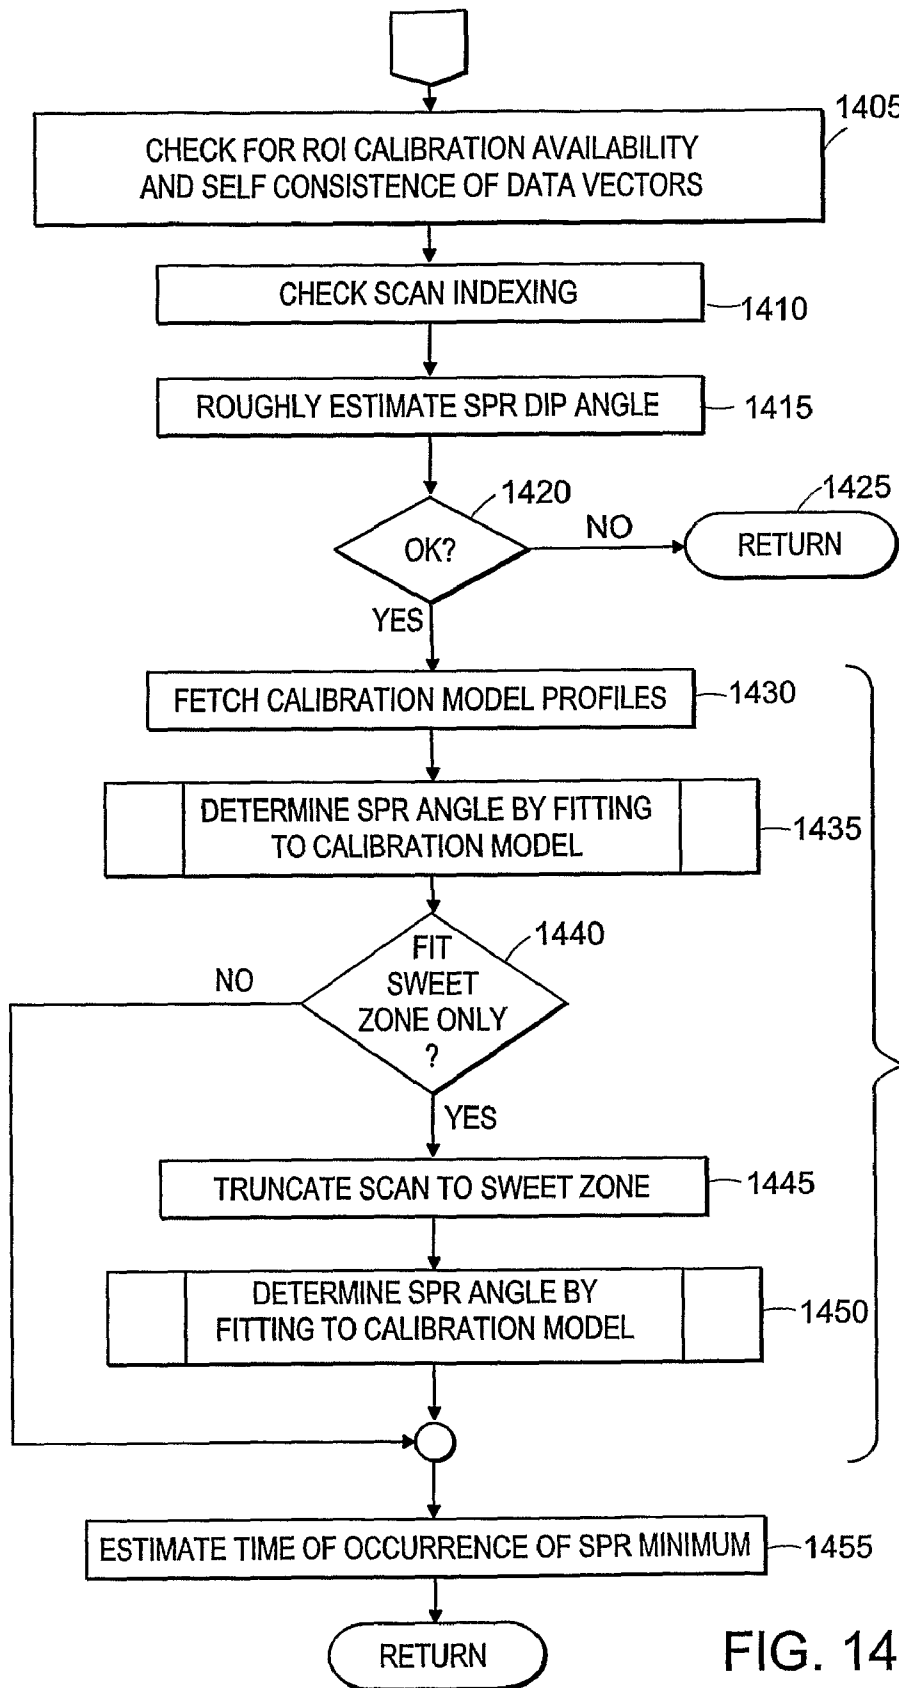 CHECK FOR ROI CALIBRATION AVAILABILITY
AND SELF CONSISTENCE OF DATA VECTORS
1405
CHECK SCAN INDEXING
1410
ROUGHLY ESTIMATE SPR DIP ANGLE
1415
1420
OK?
NO
1425
RETURN
YES
FETCH CALIBRATION MODEL PROFILES
1430
DETERMINE SPR ANGLE BY FITTING
TO CALIBRATION MODEL
1435
1440
FIT
SWEET
ZONE ONLY
?
NO
YES
TRUNCATE SCAN TO SWEET ZONE
1445
DETERMINE SPR ANGLE BY
FITTING TO CALIBRATION MODEL
1450
ESTIMATE TIME OF OCCURRENCE OF SPR MINIMUM
1455
RETURN
FIG. 14